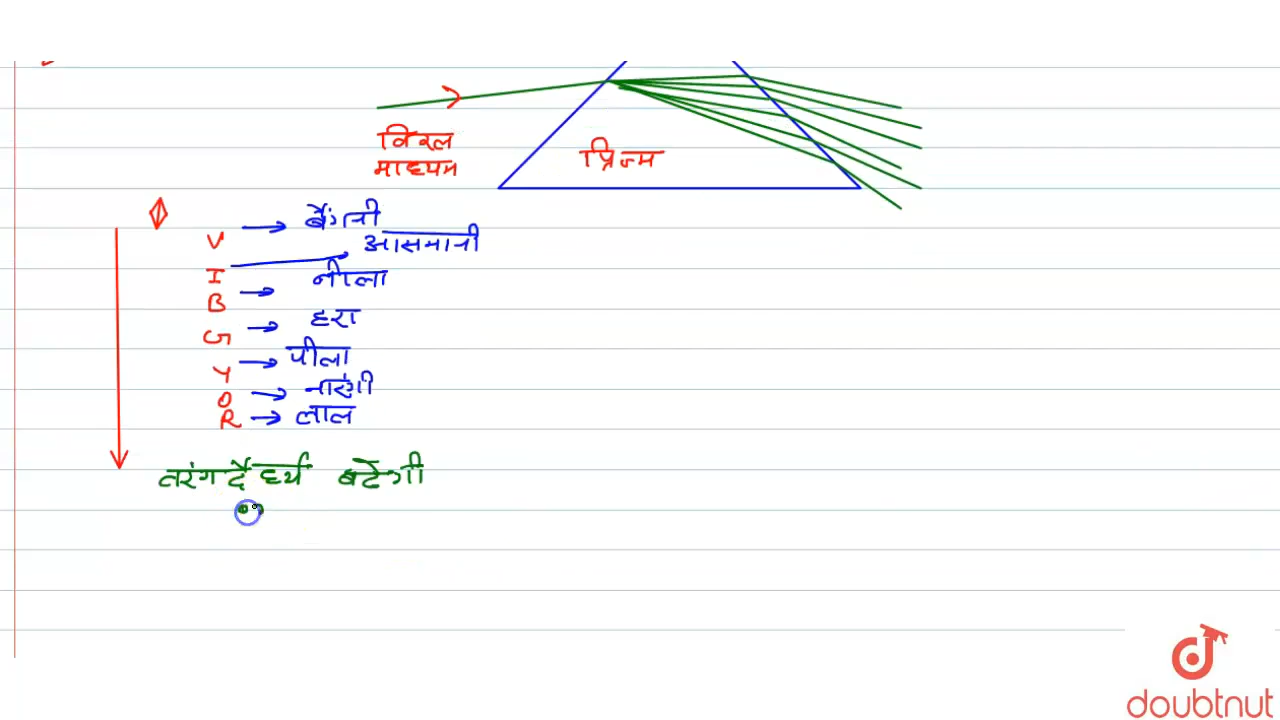 विरल
माध्यम
प्रिज्म
V → बैंगनी
I आसमानी
B → नीला
G → हरा
Y → पीला
O → नारंगी
R → लाल
तरंगदैर्ध्य बढेगी
doubtnut